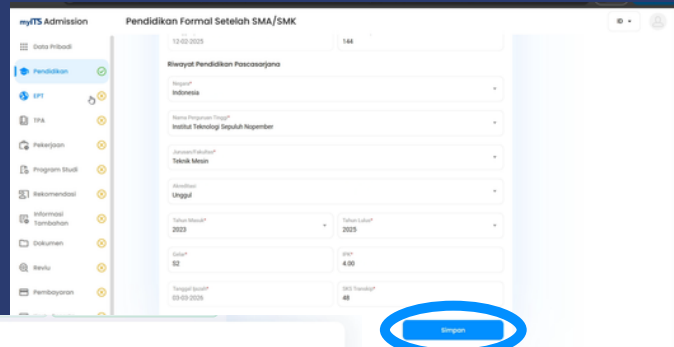 myITS Admission
Pendidikan Formal Setelah SMA/SMK
ID
Data Pribadi
Pendidikan
EPT
TPA
Pekerjaan
Program Studi
Rekomendasi
Informasi
Tambahan
Dokumen
Reviu
Pembayaran
12-02-2025
144
Riwayat Pendidikan Pascasarjana
Negara*
Indonesia
Nama Perguruan Tinggi*
Institut Teknologi Sepuluh Nopember
Jurusan/Fakultas*
Teknik Mesin
Akreditasi
Unggul
Tahun Masuk*
2023
Tahun Lulus*
2025
Gelar*
S2
IPK*
4.00
Tanggal Ijazah*
03-03-2026
SKS Transkrip*
48
Simpan